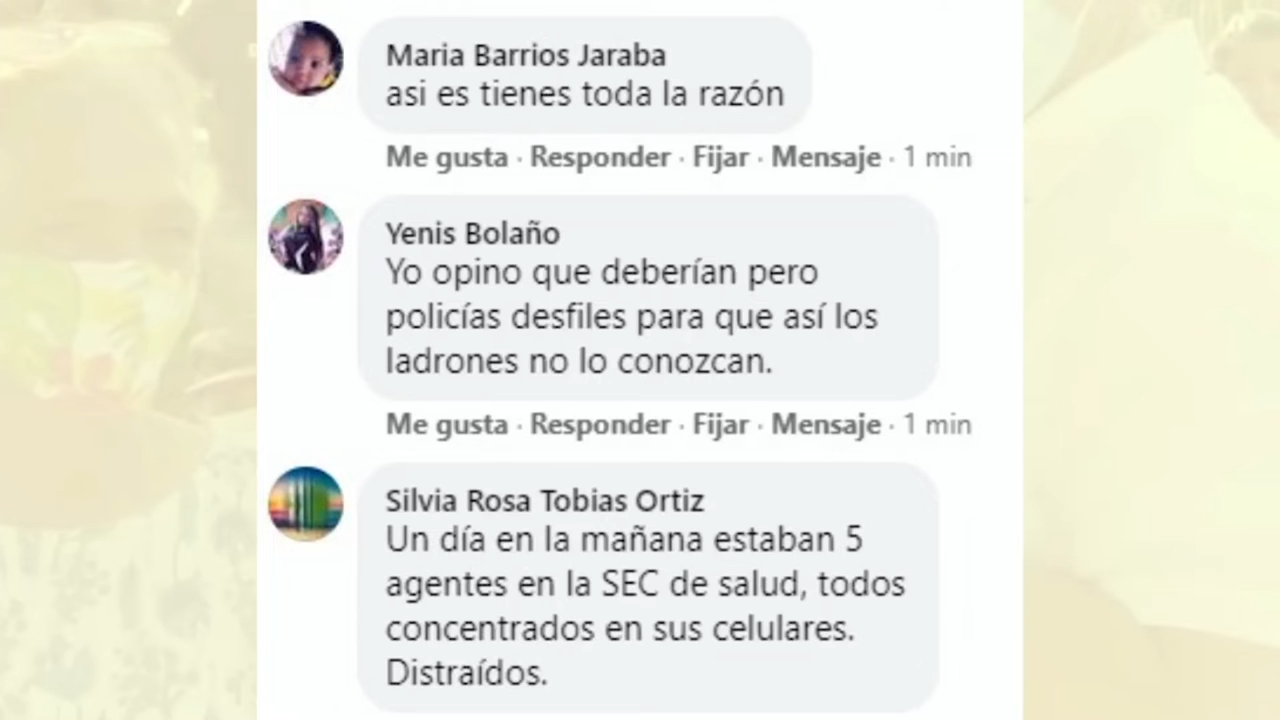 Maria Barrios Jaraba
asi es tienes toda la razón
Me gusta · Responder · Fijar · Mensaje · 1 min
Yenis Bolaño
Yo opino que deberían pero
policías desfiles para que así los
ladrones no lo conozcan.
Me gusta · Responder · Fijar · Mensaje · 1 min
Silvia Rosa Tobias Ortiz
Un día en la mañana estaban 5
agentes en la SEC de salud, todos
concentrados en sus celulares.
Distraídos.